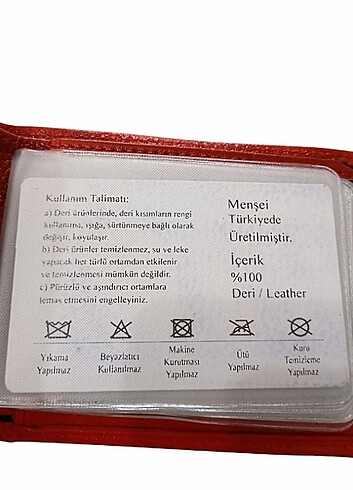 Kullanım Talimatı:
a) Deri ürünlerinde, deri kısımların rengi
kullanıma, ışığa, sürtünmeye bağlı olarak
değişir, koyulaşır.
b) Deri ürünler temizlenmez, su ve leke
yapacak her türlü ortamdan etkilenir
ve temizlenmesi mümkün değildir.
c) Pürüzlü ve aşındırıcı ortamlara
temas etmesini engelleyiniz.
Menşei
Türkiyede
Üretilmiştir.
İçerik
%100
Deri / Leather
Yıkama
Yapılmaz
Beyazlatıcı
Kullanılmaz
Makine
Kurutması
Yapılmaz
Ütü
Yapılmaz
Kuru
Temizleme
Yapılmaz